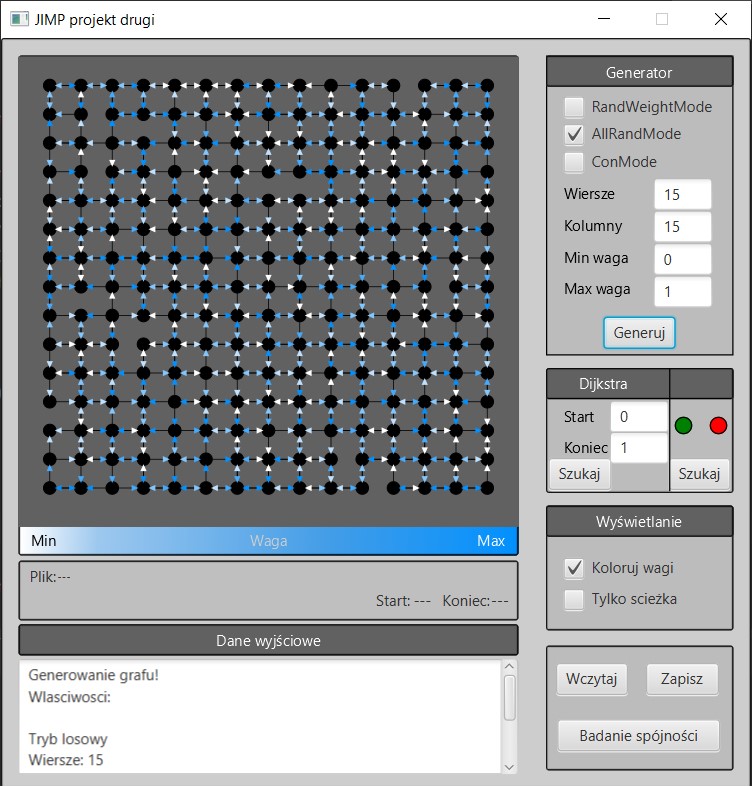 JIMP projekt drugi
Generator
RandWeightMode
AllRandMode
ConMode
Wiersze 15
Kolumny 15
Min waga 0
Max waga 1
Generuj
Dijkstra
Start 0
Koniec 1
Szukaj Szukaj
Min Waga Max
Wyświetlanie
Koloruj wagi
Tylko scieżka
Plik:---
Start: --- Koniec:---
Dane wyjściowe
Generowanie grafu!
Wlasciwosci:
Tryb losowy
Wiersze: 15
Wczytaj Zapisz
Badanie spójności